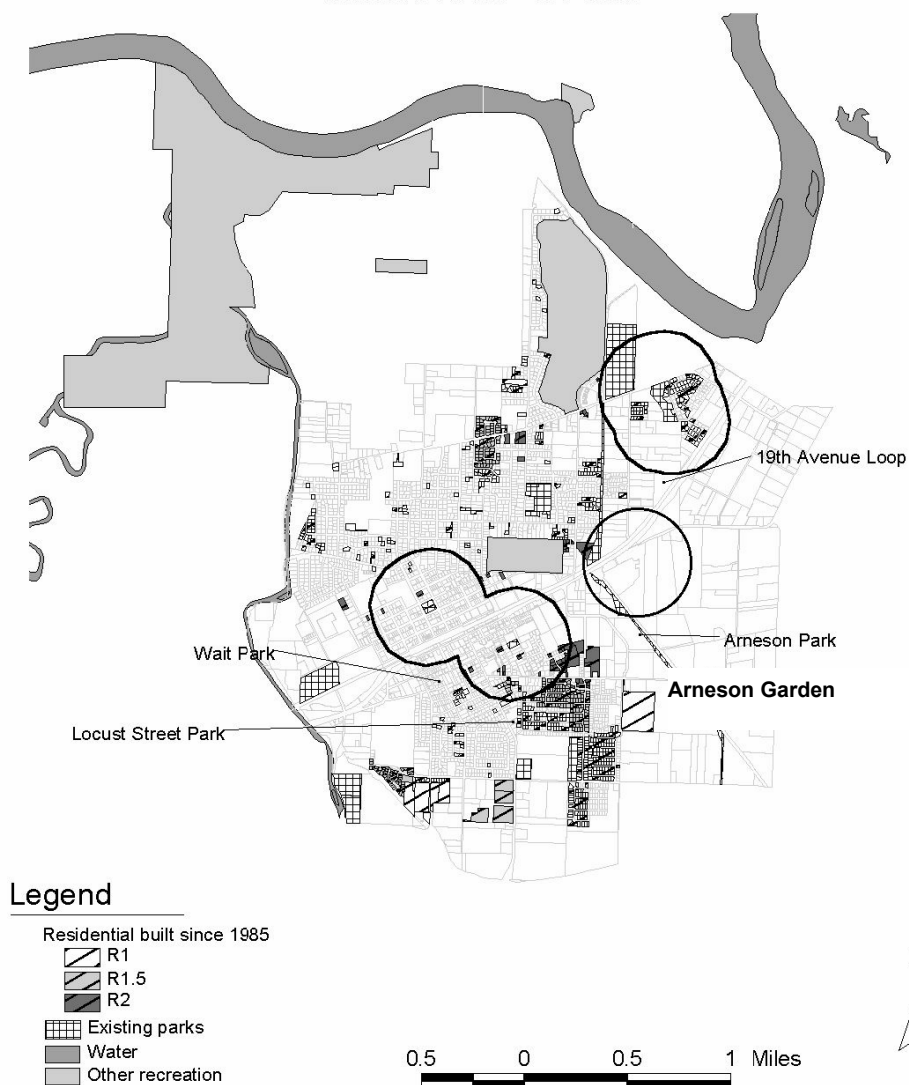 19th Avenue Loop
Arneson Park
Wait Park
Arneson Garden
Locust Street Park
Legend
Residential built since 1985
R1
R1.5
R2
Existing parks
Water
Other recreation
0.5 0 0.5 1 Miles